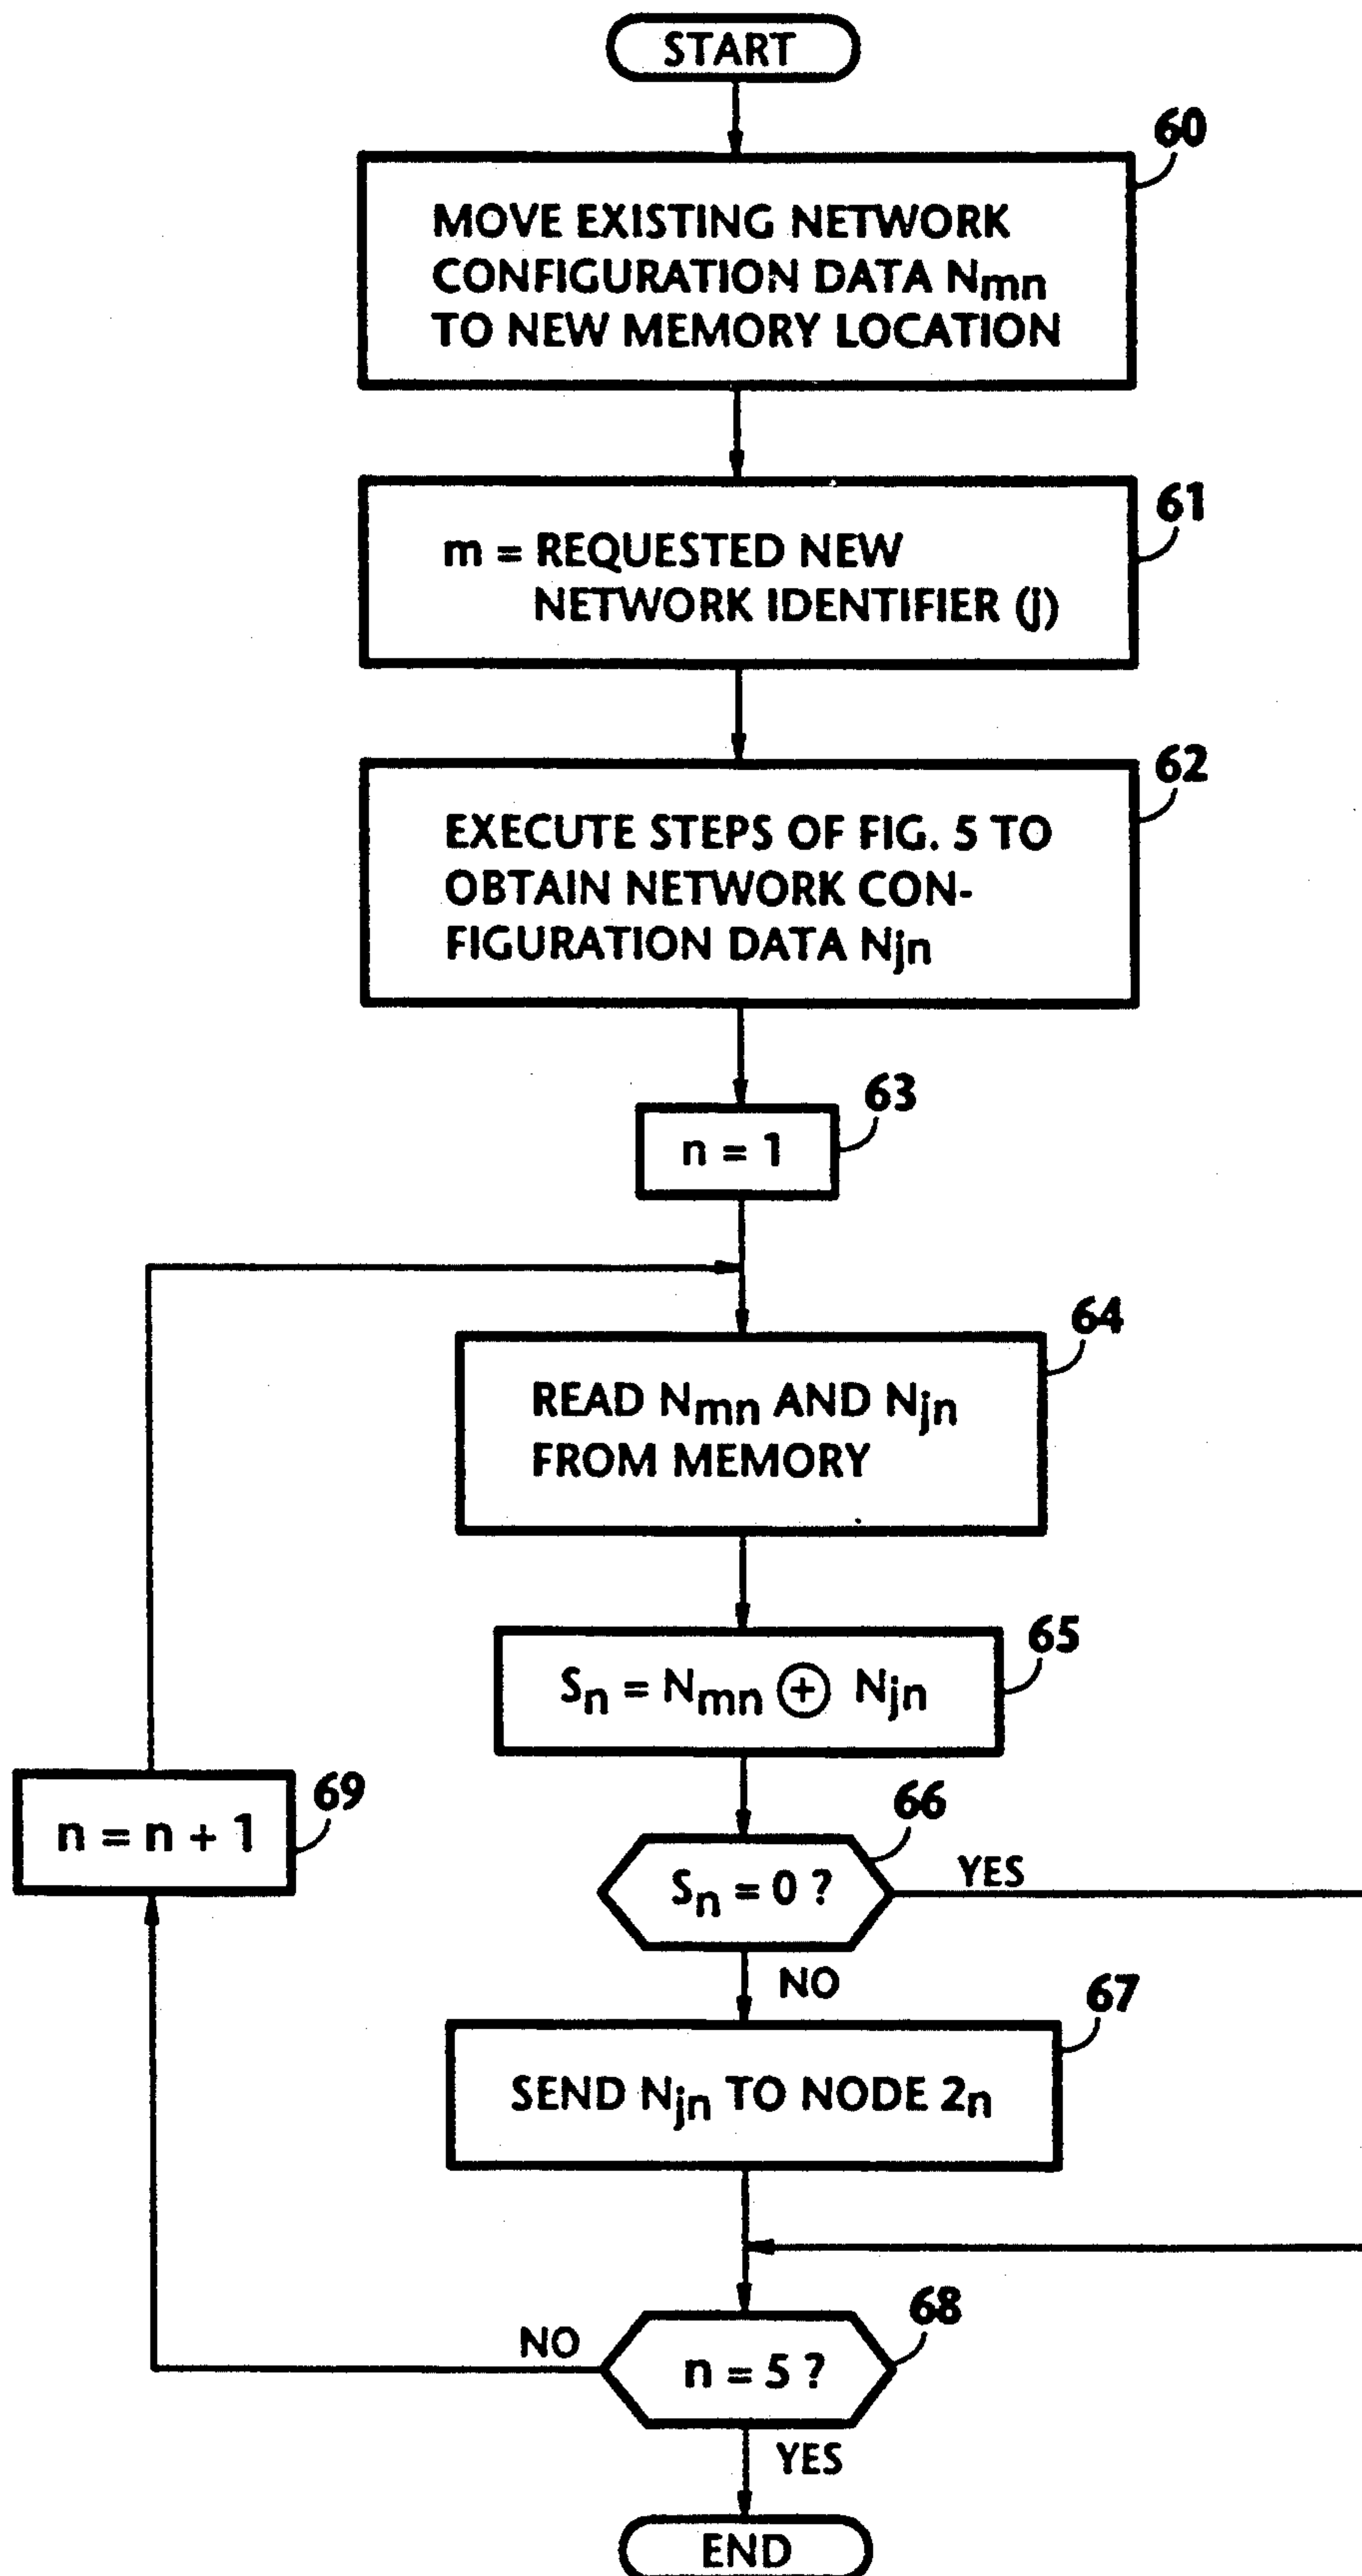 START
60
MOVE EXISTING NETWORK
CONFIGURATION DATA Nmn
TO NEW MEMORY LOCATION
61
m = REQUESTED NEW
NETWORK IDENTIFIER (j)
62
EXECUTE STEPS OF FIG. 5 TO
OBTAIN NETWORK CON-
FIGURATION DATA Njn
63
n = 1
64
READ Nmn AND Njn
FROM MEMORY
65
Sn = Nmn ⊕ Njn
69
n = n + 1
66
Sn = 0 ?
YES
NO
67
SEND Njn TO NODE 2n
68
NO
n = 5 ?
YES
END